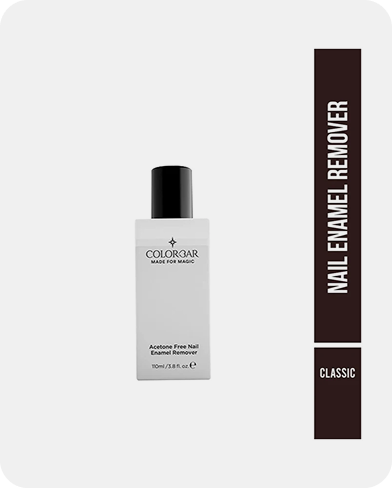 COLORBAR
MADE FOR MAGIC
Acetone Free Nail
Enamel Remover
110ml/3.8 fl. oz.℮
NAIL ENAMEL REMOVER
CLASSIC